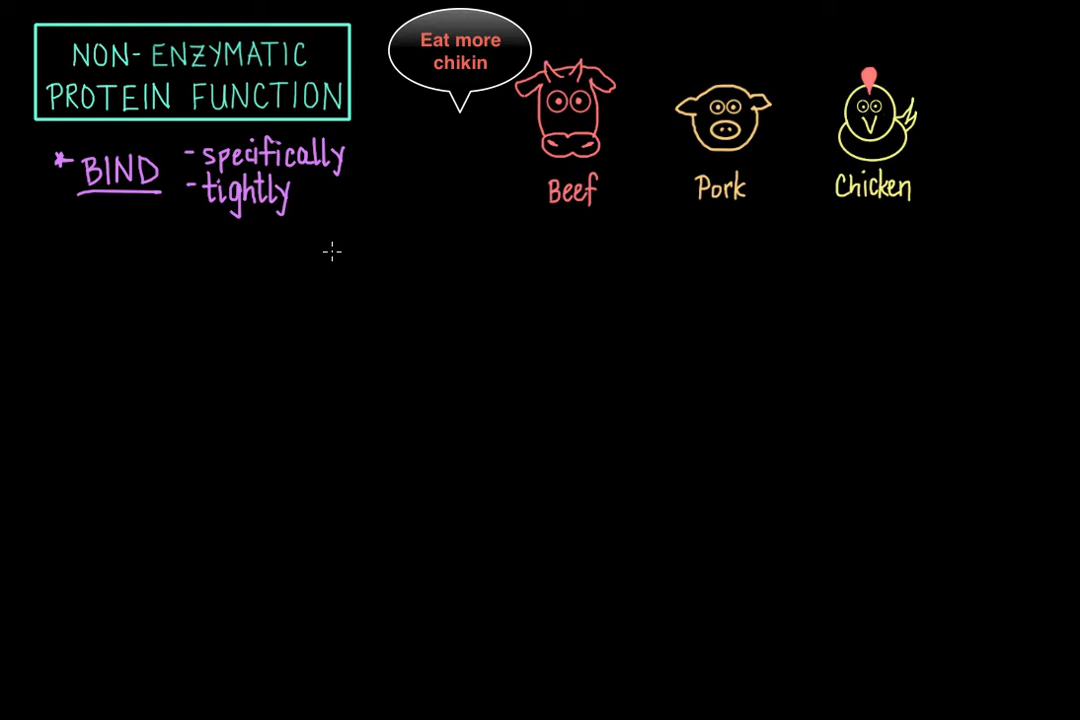 NON-ENZYMATIC
PROTEIN FUNCTION
* BIND
- specifically
- tightly
Eat more
chikin
Beef
Pork
Chicken